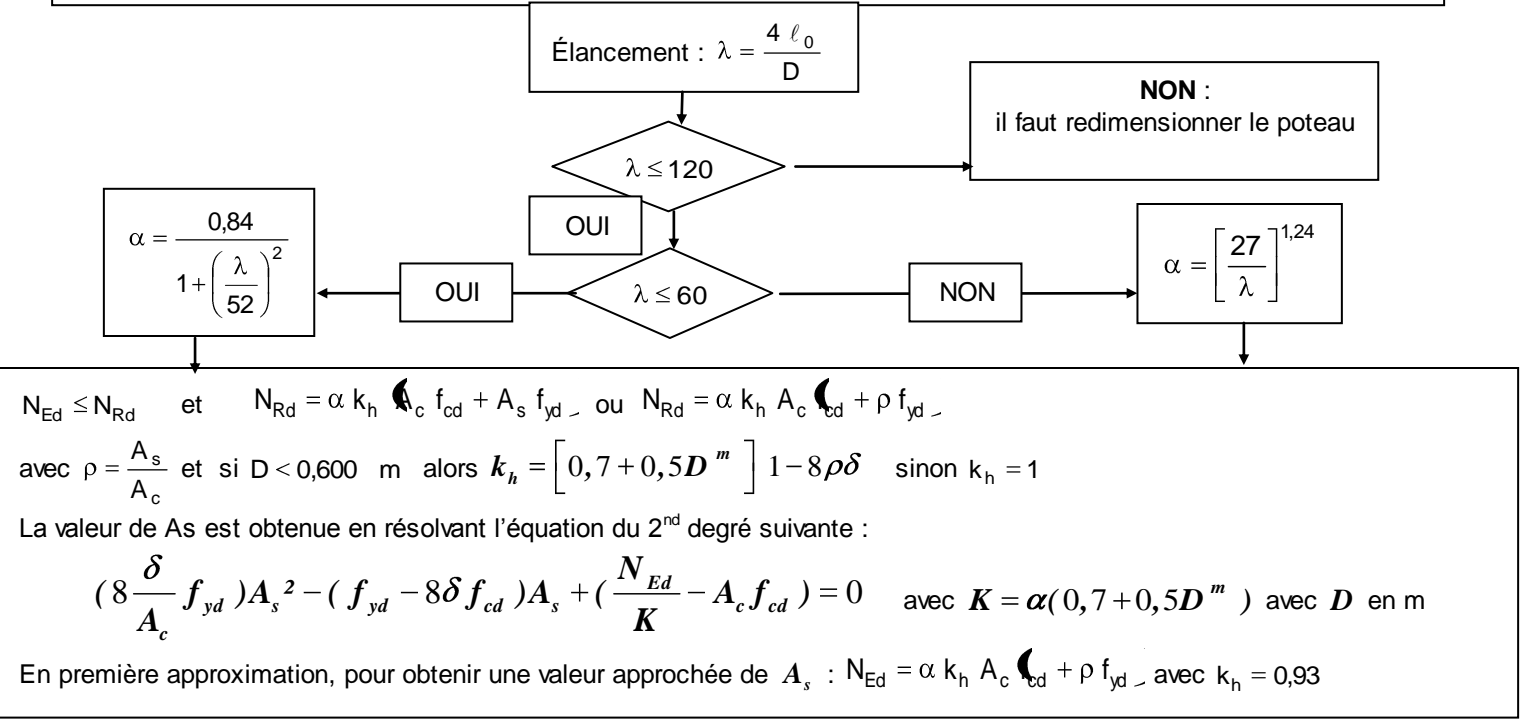 Élancement : λ = 4 ℓ₀ / D
NON :
il faut redimensionner le poteau
λ ≤ 120
OUI
α = 0,84 / (1 + (λ / 52)²)
OUI
λ ≤ 60
NON
α = [27 / λ]^1,24
N_Ed ≤ N_Rd et N_Rd = α k_h (A_c f_cd + A_s f_yd ou N_Rd = α k_h A_c (f_cd + ρ f_yd
avec ρ = A_s / A_c et si D < 0,600 m alors k_h = [0,7 + 0,5D^m] 1 − 8ρδ sinon k_h = 1
La valeur de As est obtenue en résolvant l’équation du 2nd degré suivante :
(8 δ / A_c f_yd) A_s² − (f_yd − 8δ f_cd) A_s + (N_Ed / K − A_c f_cd) = 0 avec K = α(0,7 + 0,5D^m) avec D en m
En première approximation, pour obtenir une valeur approchée de A_s : N_Ed = α k_h A_c (f_cd + ρ f_yd avec k_h = 0,93